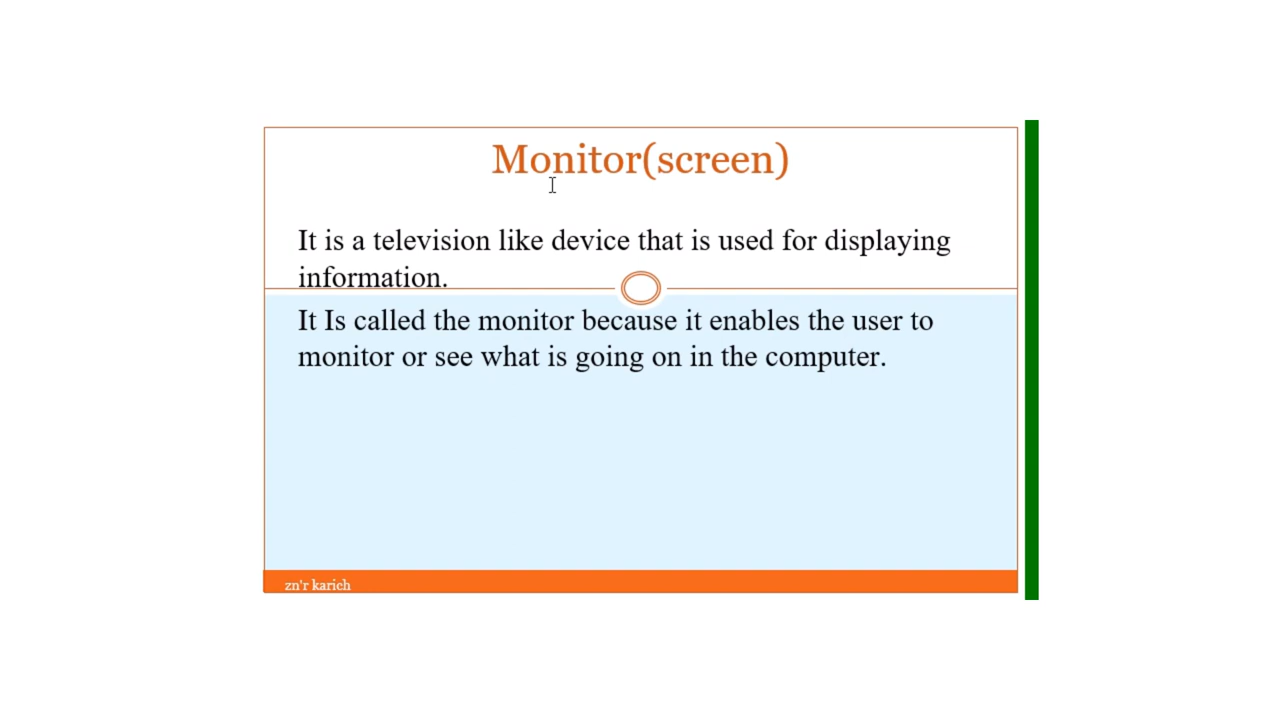 Monitor(screen)
It is a television like device that is used for displaying
information.
It Is called the monitor because it enables the user to
monitor or see what is going on in the computer.
zn'r karich